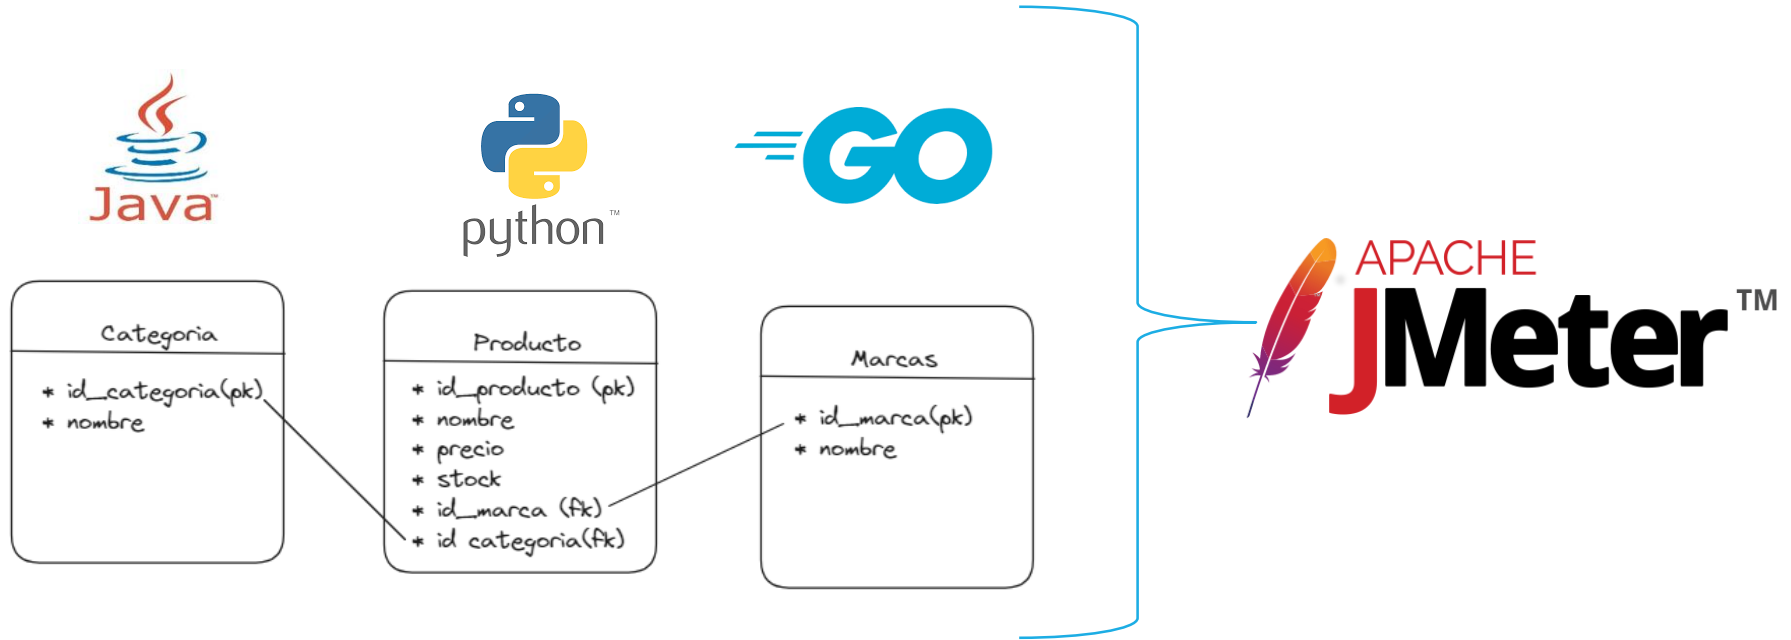 Java™
python™
GO
Categoria
* id_categoria(pk)
* nombre
Producto
* id_producto (pk)
* nombre
* precio
* stock
* id_marca (fk)
* id categoria(fk)
Marcas
* id_marca(pk)
* nombre
APACHE
JMeter™